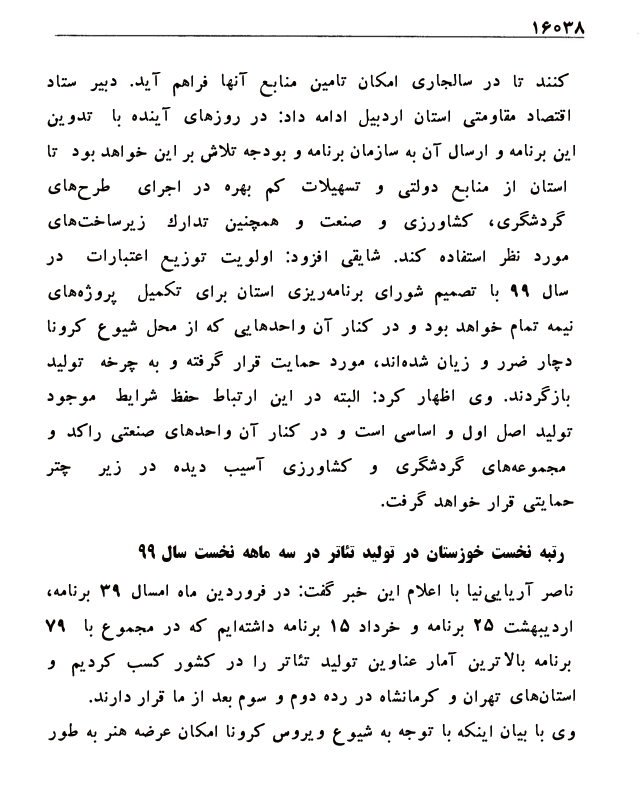 ۱۶۰۳۸
کنند تا در سالجاری امکان تامین منابع آنها فراهم آید. دبیر ستاد
اقتصاد مقاومتی استان اردبیل ادامه داد: در روزهای آینده با تدوین
این برنامه و ارسال آن به سازمان برنامه و بودجه تلاش بر این خواهد بود تا
استان از منابع دولتی و تسهیلات کم بهره در اجرای طرح‌های
گردشگری، کشاورزی و صنعت و همچنین تدارك زیرساخت‌های
مورد نظر استفاده کند. شایقی افزود: اولویت توزیع اعتبارات در
سال ۹۹ با تصمیم شورای برنامه‌ریزی استان برای تکمیل پروژه‌های
نیمه تمام خواهد بود و در کنار آن واحدهایی که از محل شیوع کرونا
دچار ضرر و زیان شده‌اند، مورد حمایت قرار گرفته و به چرخه تولید
بازگردند. وی اظهار کرد: البته در این ارتباط حفظ شرایط موجود
تولید اصل اول و اساسی است و در کنار آن واحدهای صنعتی راکد و
مجموعه‌های گردشگری و کشاورزی آسیب دیده در زیر چتر
حمایتی قرار خواهد گرفت.
رتبه نخست خوزستان در تولید تئاتر در سه ماهه نخست سال ۹۹
ناصر آریایی‌نیا با اعلام این خبر گفت: در فروردین ماه امسال ۳۹ برنامه،
اردیبهشت ۲۵ برنامه و خرداد ۱۵ برنامه داشته‌ایم که در مجموع با ۷۹
برنامه بالاترین آمار عناوین تولید تئاتر را در کشور کسب کردیم و
استان‌های تهران و کرمانشاه در رده دوم و سوم بعد از ما قرار دارند.
وی با بیان اینکه با توجه به شیوع ویروس کرونا امکان عرضه هنر به طور